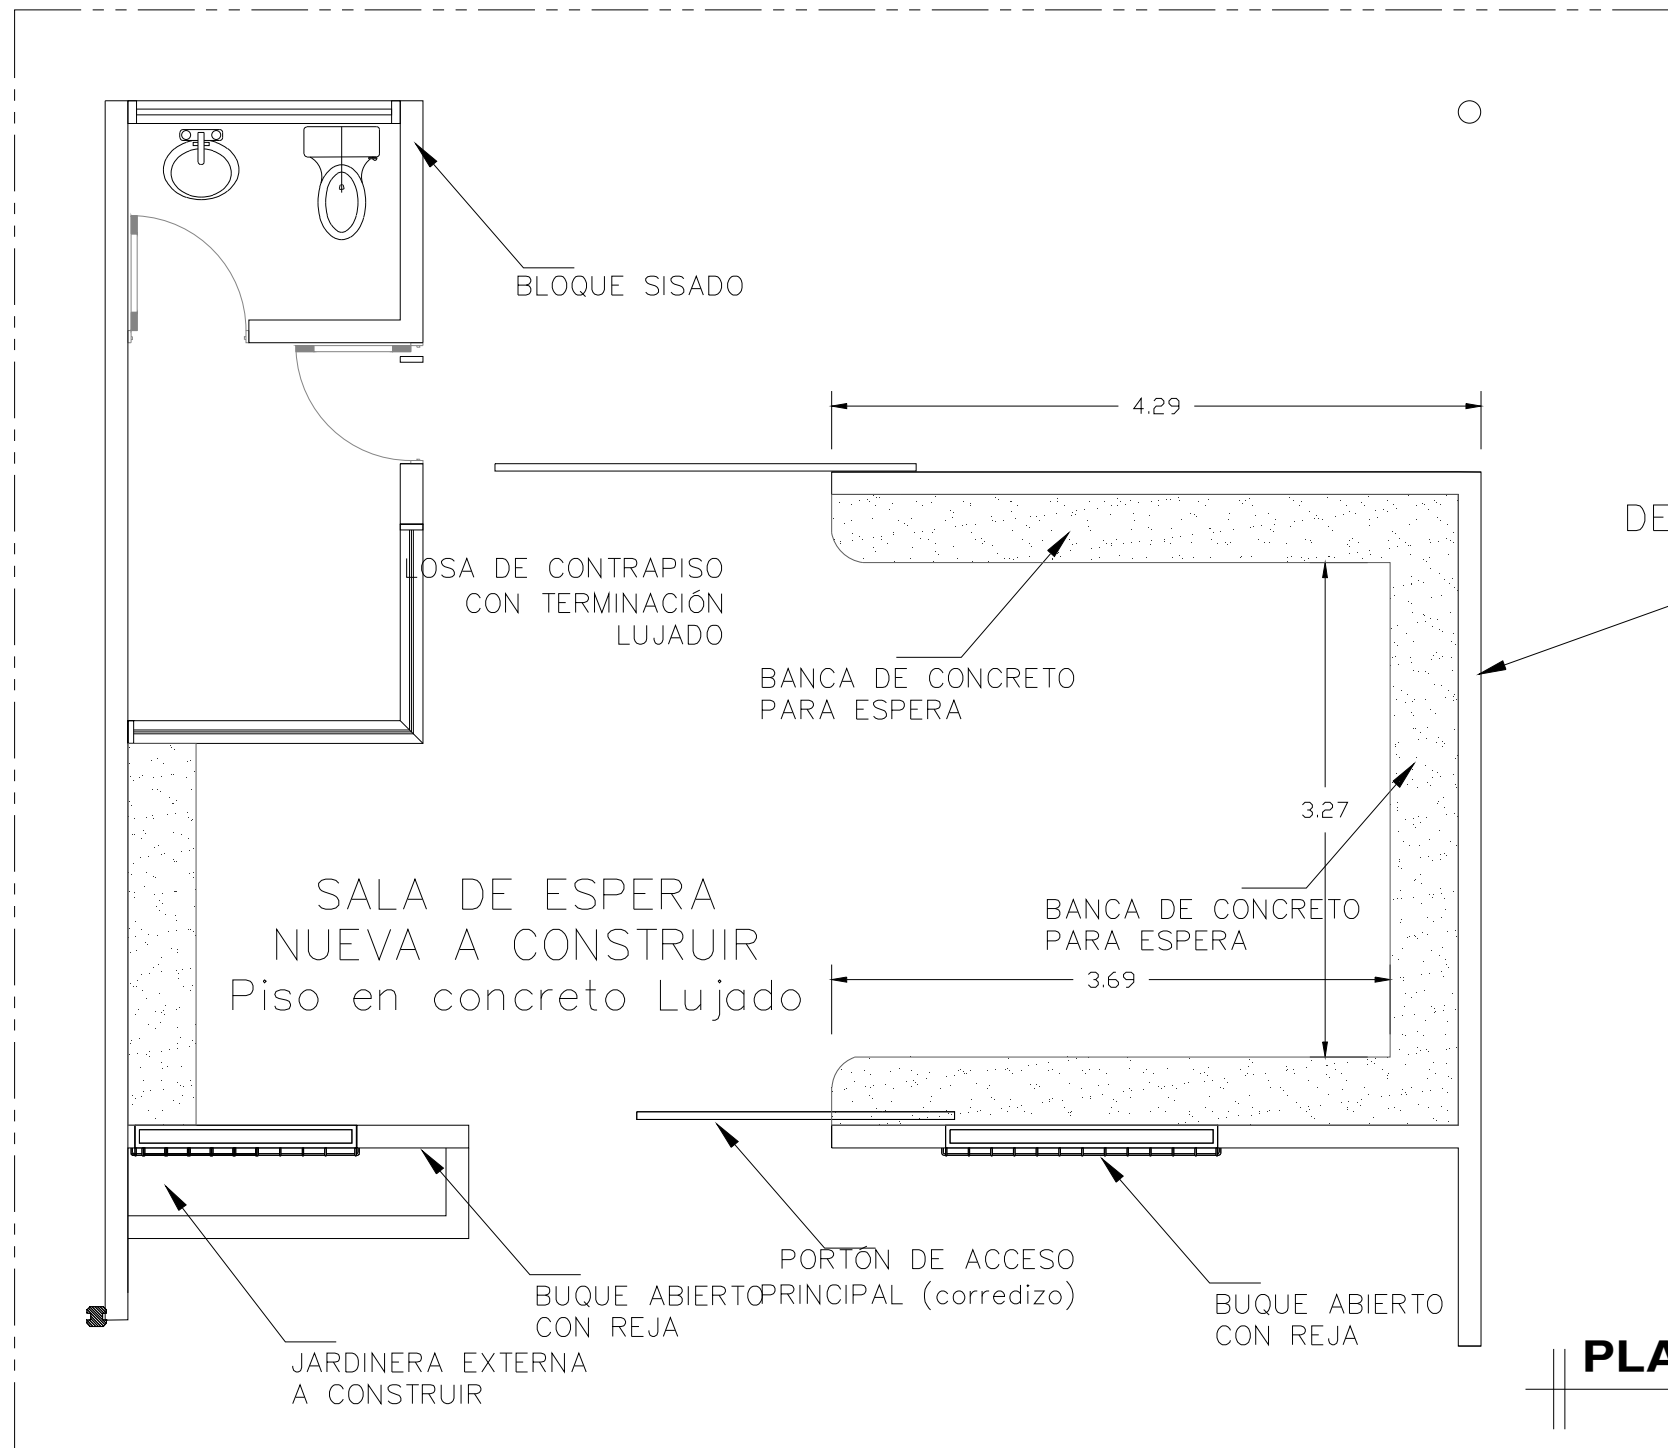 BLOQUE SISADO
4.29
DE
LOSA DE CONTRAPISO
CON TERMINACIÓN
LUJADO
BANCA DE CONCRETO
PARA ESPERA
3.27
SALA DE ESPERA
NUEVA A CONSTRUIR
Piso en concreto Lujado
BANCA DE CONCRETO
PARA ESPERA
3.69
PORTÓN DE ACCESO
PRINCIPAL (corredizo)
BUQUE ABIERTO
CON REJA
BUQUE ABIERTO
CON REJA
JARDINERA EXTERNA
A CONSTRUIR
PLA